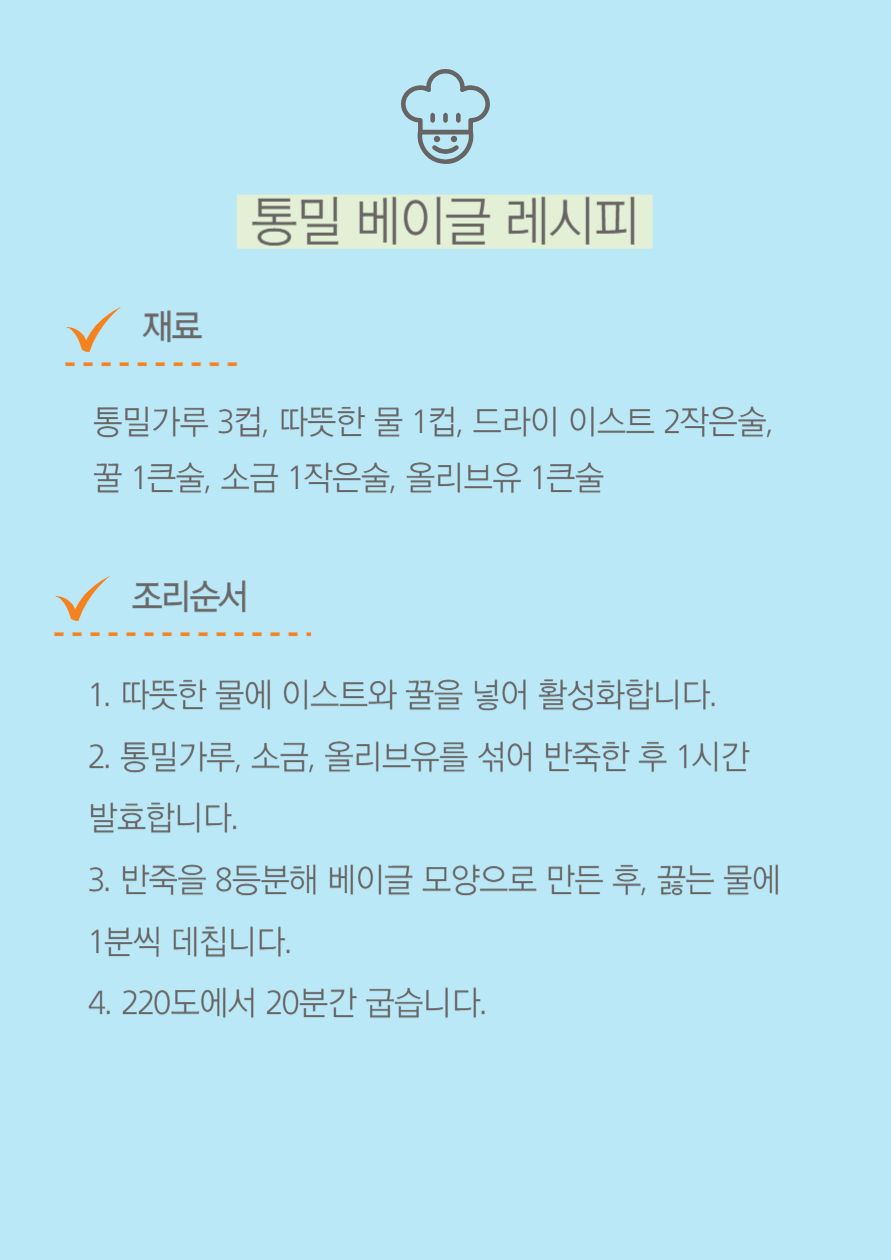 통밀 베이글 레시피
재료
통밀가루 3컵, 따뜻한 물 1컵, 드라이 이스트 2작은술,
꿀 1큰술, 소금 1작은술, 올리브유 1큰술
조리순서
1. 따뜻한 물에 이스트와 꿀을 넣어 활성화합니다.
2. 통밀가루, 소금, 올리브유를 섞어 반죽한 후 1시간
발효합니다.
3. 반죽을 8등분해 베이글 모양으로 만든 후, 끓는 물에
1분씩 데칩니다.
4. 220도에서 20분간 굽습니다.